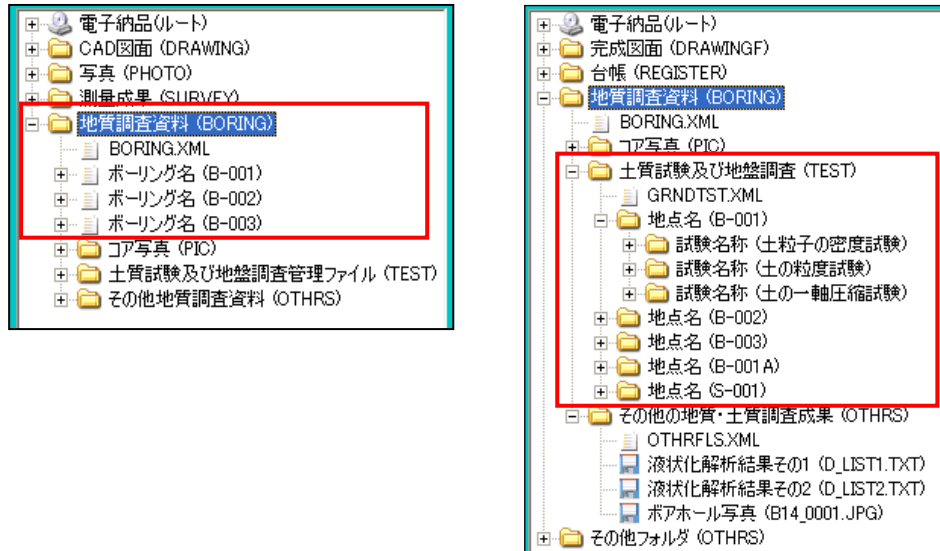 電子納品(ルート)
CAD図面 (DRAWING)
写真 (PHOTO)
測量成果 (SURVEY)
地質調査資料 (BORING)
BORING.XML
ボーリング名 (B-001)
ボーリング名 (B-002)
ボーリング名 (B-003)
コア写真 (PIC)
土質試験及び地盤調査管理ファイル (TEST)
その他地質調査資料 (OTHRS)
電子納品(ルート)
完成図面 (DRAWINGF)
台帳 (REGISTER)
地質調査資料 (BORING)
BORING.XML
コア写真 (PIC)
土質試験及び地盤調査 (TEST)
GRNDTST.XML
地点名 (B-001)
試験名称 (土粒子の密度試験)
試験名称 (土の粒度試験)
試験名称 (土の一軸圧縮試験)
地点名 (B-002)
地点名 (B-003)
地点名 (B-001A)
地点名 (S-001)
その他の地質・土質調査成果 (OTHRS)
OTHRFLS.XML
液状化解析結果その1 (D_LIST1.TXT)
液状化解析結果その2 (D_LIST2.TXT)
ボアホール写真 (B14_0001.JPG)
その他フォルダ (OTHRS)